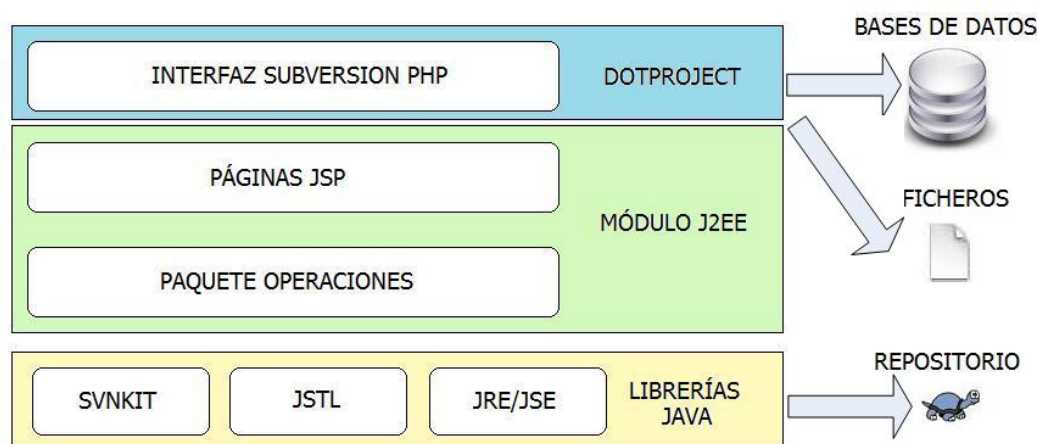 BASES DE DATOS
INTERFAZ SUBVERSION PHP
DOTPROJECT
PÁGINAS JSP
MÓDULO J2EE
FICHEROS
PAQUETE OPERACIONES
SVNKIT
JSTL
JRE/JSE
LIBRERÍAS
JAVA
REPOSITORIO